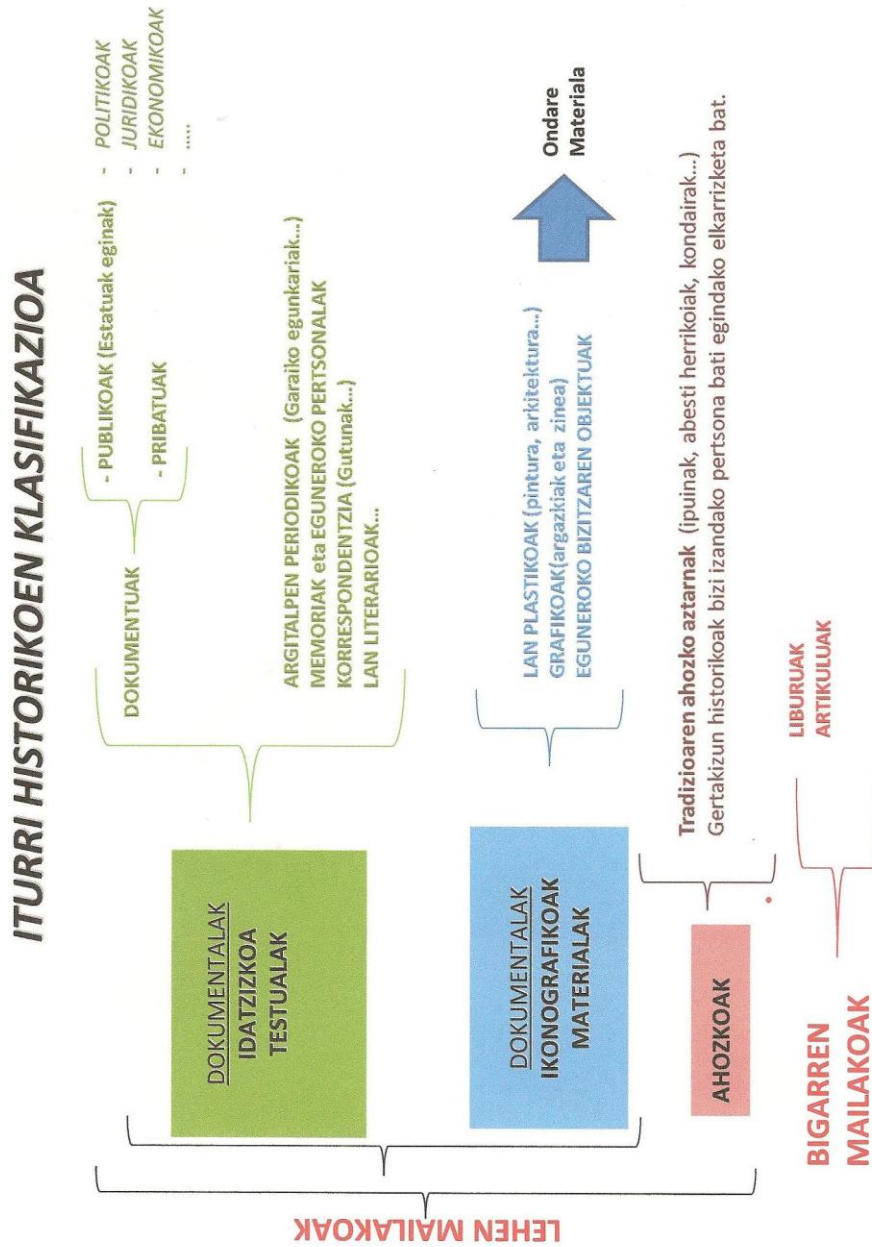 ITURRI HISTORIKOEN KLASIFIKAZIOA
LEHEN MAILAKOAK
DOKUMENTALAK
IDATZIZKOA
TESTUALAK
DOKUMENTUAK
- PUBLIKOAK (Estatuak eginak)
- PRIBATUAK
- POLITIKOAK
- JURIDIKOAK
- EKONOMIKOAK
- .....
ARGITALPEN PERIODIKOAK (Garaiko egunkariak...)
MEMORIAK eta EGUNEROKO PERTSONALAK
KORRESPONDENTZIA (Gutunak...)
LAN LITERARIOAK...
DOKUMENTALAK
IKONOGRAFIKOAK
MATERIALAK
LAN PLASTIKOAK (pintura, arkitektura...)
GRAFIKOAK(argazkiak eta zinea)
EGUNEROKO BIZITZAREN OBJEKTUAK
Ondare
Materiala
AHOZKOAK
Tradizioaren ahozko aztarnak (ipuinak, abesti herrikoiak, kondairak...)
Gertakizun historikoak bizi izandako pertsona bati egindako elkarrizketa bat.
BIGARREN
MAILAKOAK
LIBURUAK
ARTIKULUAK